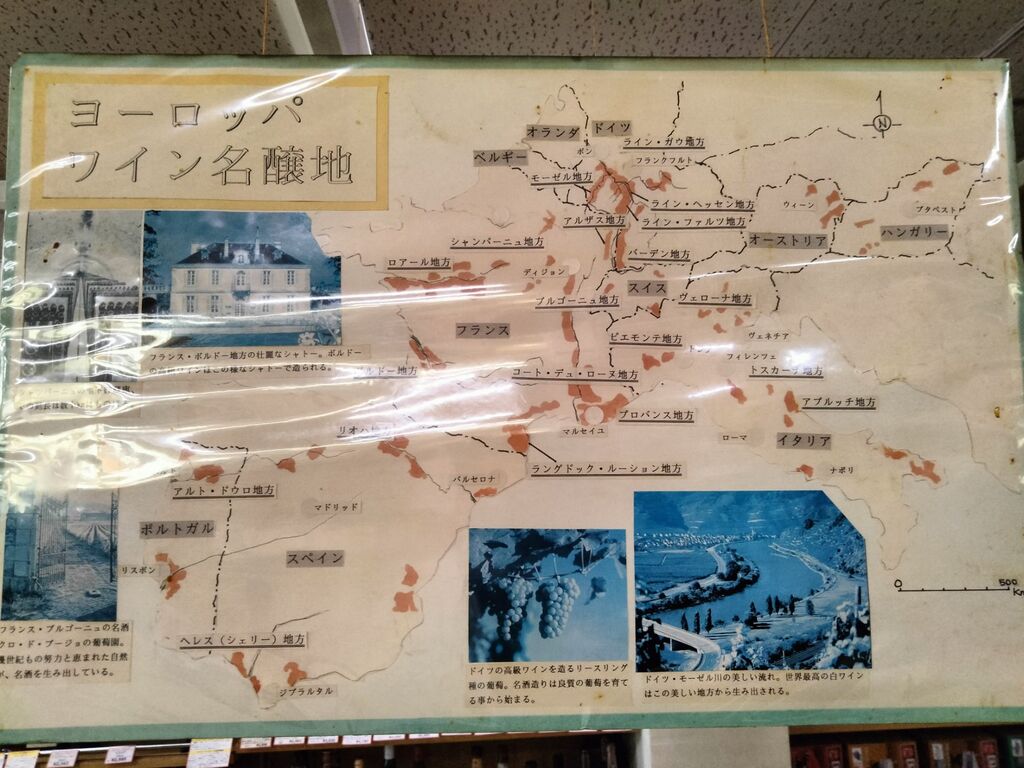 ヨーロッパ
ワイン名醸地
N
オランダ
ドイツ
ボン
ライン・ガウ地方
フランクフルト
ベルギー
モーゼル地方
ライン・ヘッセン地方
ウィーン
ブタペスト
アルザス地方
ライン・ファルツ地方
オーストリア
ハンガリー
シャンパーニュ地方
バーデン地方
ロアール地方
ディジョン
スイス
ブルゴーニュ地方
ヴェローナ地方
フランス
ピエモンテ地方
ヴェネチア
フィレンツェ
フランス・ボルドー地方の壮麗なシャトー。ボルドー
ルドー地方
コート・デュ・ローヌ地方
トスカーナ地方
プロバンス地方
アブルッチ地方
マルセイユ
ローマ
イタリア
リオハ地方
ラングドック・ルーション地方
ナポリ
バルセロナ
アルト・ドウロ地方
マドリッド
ポルトガル
スペイン
リスボン
0 500 Km
ヘレス（シェリー）地方
ジブラルタル
フランス・ブルゴーニュの名酒
クロ・ド・ブージョの葡萄園。
世紀もの努力と恵まれた自然
が、名酒を生み出している。
ドイツの高級ワインを造るリースリング
種の葡萄。名酒造りは良質の葡萄を育て
る事から始まる。
ドイツ・モーゼル川の美しい流れ。世界最高の白ワイン
はこの美しい地方から生み出される。